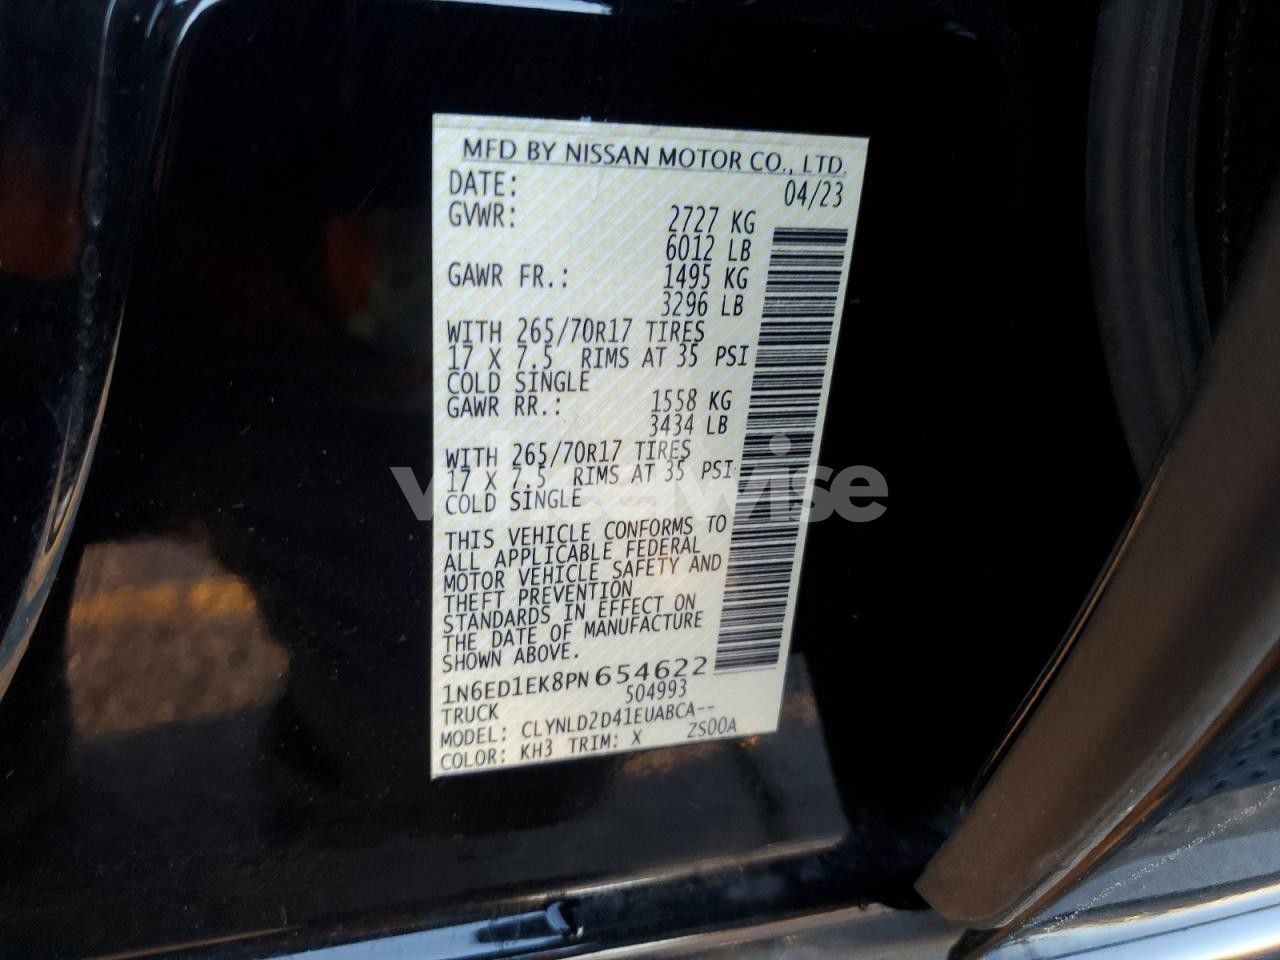 MFD BY NISSAN MOTOR CO., LTD.
DATE: 04/23
GVWR: 2727 KG
6012 LB
GAWR FR.: 1495 KG
3296 LB
WITH 265/70R17 TIRES
17 X 7.5 RIMS AT 35 PSI
COLD SINGLE
GAWR RR.: 1558 KG
3434 LB
WITH 265/70R17 TIRES
17 X 7.5 RIMS AT 35 PSI
COLD SINGLE
THIS VEHICLE CONFORMS TO
ALL APPLICABLE FEDERAL
MOTOR VEHICLE SAFETY AND
THEFT PREVENTION
STANDARDS IN EFFECT ON
THE DATE OF MANUFACTURE
SHOWN ABOVE.
1N6ED1EK8PN654622
TRUCK 504993
MODEL: CLYNLD2D41EUABCA--
COLOR: KH3 TRIM: X ZS00A